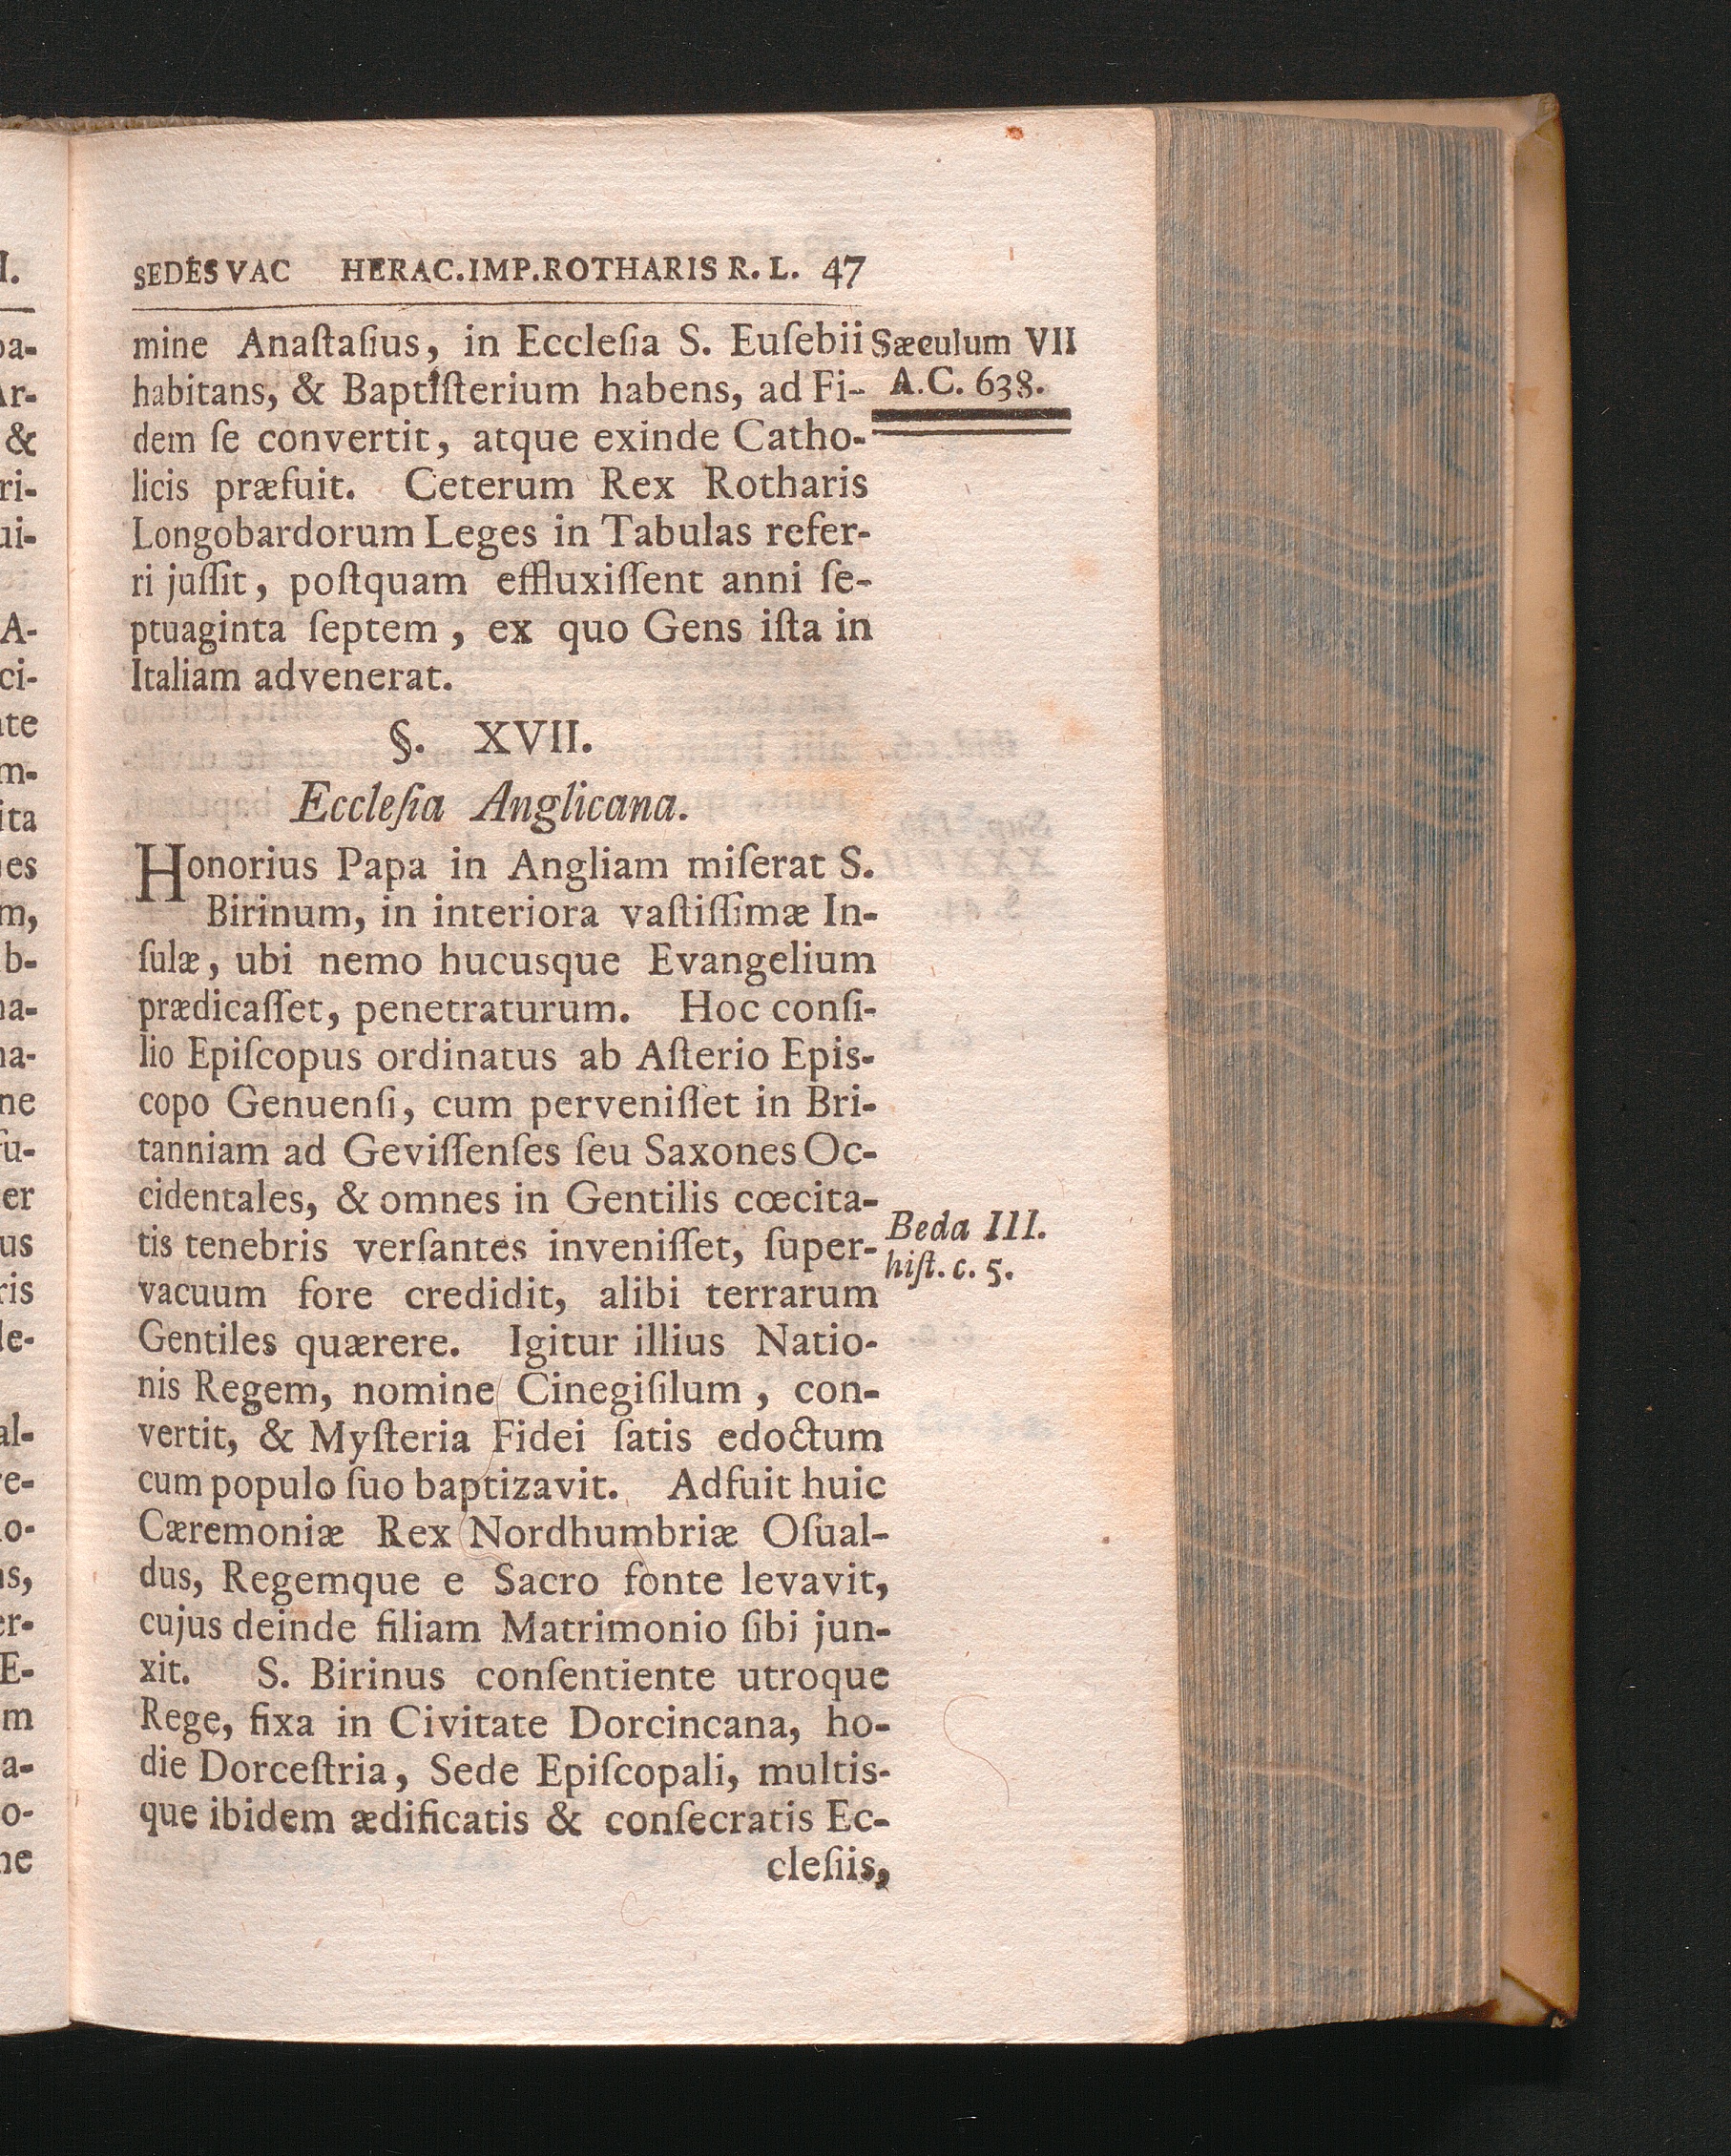 SEDES VAC HERAC.IMP.ROTHARIS R. L. 47
mine Anaſtaſius, in Eccleſia S. Euſebii
habitans, & Baptiſterium habens, ad Fi-
dem ſe convertit, atque exinde Catho-
licis præfuit. Ceterum Rex Rotharis
Longobardorum Leges in Tabulas refer-
ri juſſit, poſtquam effluxiſſent anni ſe-
ptuaginta ſeptem, ex quo Gens iſta in
Italiam advenerat.
Sæculum VII
A.C. 638.
§. XVII.
Eccleſia Anglicana.
Honorius Papa in Angliam miſerat S.
Birinum, in interiora vaſtiſſimæ In-
ſulæ, ubi nemo hucusque Evangelium
prædicaſſet, penetraturum. Hoc conſi-
lio Epiſcopus ordinatus ab Aſterio Epis-
copo Genuenſi, cum perveniſſet in Bri-
tanniam ad Geviſſenſes ſeu Saxones Oc-
cidentales, & omnes in Gentilis cœcita-
tis tenebris verſantes inveniſſet, ſuper-
vacuum fore credidit, alibi terrarum
Gentiles quærere. Igitur illius Natio-
nis Regem, nomine Cinegiſilum, con-
vertit, & Myſteria Fidei ſatis edoctum
cum populo ſuo baptizavit. Adfuit huic
Cæremoniæ Rex Nordhumbriæ Oſual-
dus, Regemque e Sacro fonte levavit,
cujus deinde filiam Matrimonio ſibi jun-
xit. S. Birinus conſentiente utroque
Rege, fixa in Civitate Dorcincana, ho-
die Dorceſtria, Sede Epiſcopali, multis-
que ibidem ædificatis & conſecratis Ec-
cleſiis,
Beda III.
hiſt. c. 5.